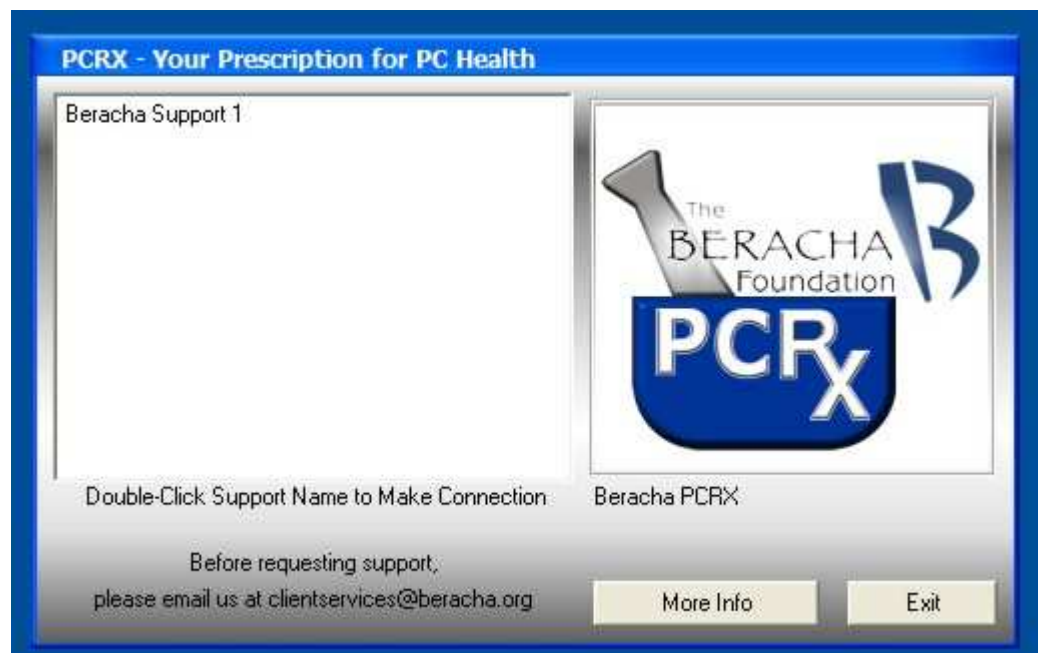 PCRX - Your Prescription for PC Health
Beracha Support 1
The
BERACHA
Foundation
B
PCRx
Double-Click Support Name to Make Connection
Beracha PCRX
Before requesting support,
please email us at clientservices@beracha.org
More Info
Exit